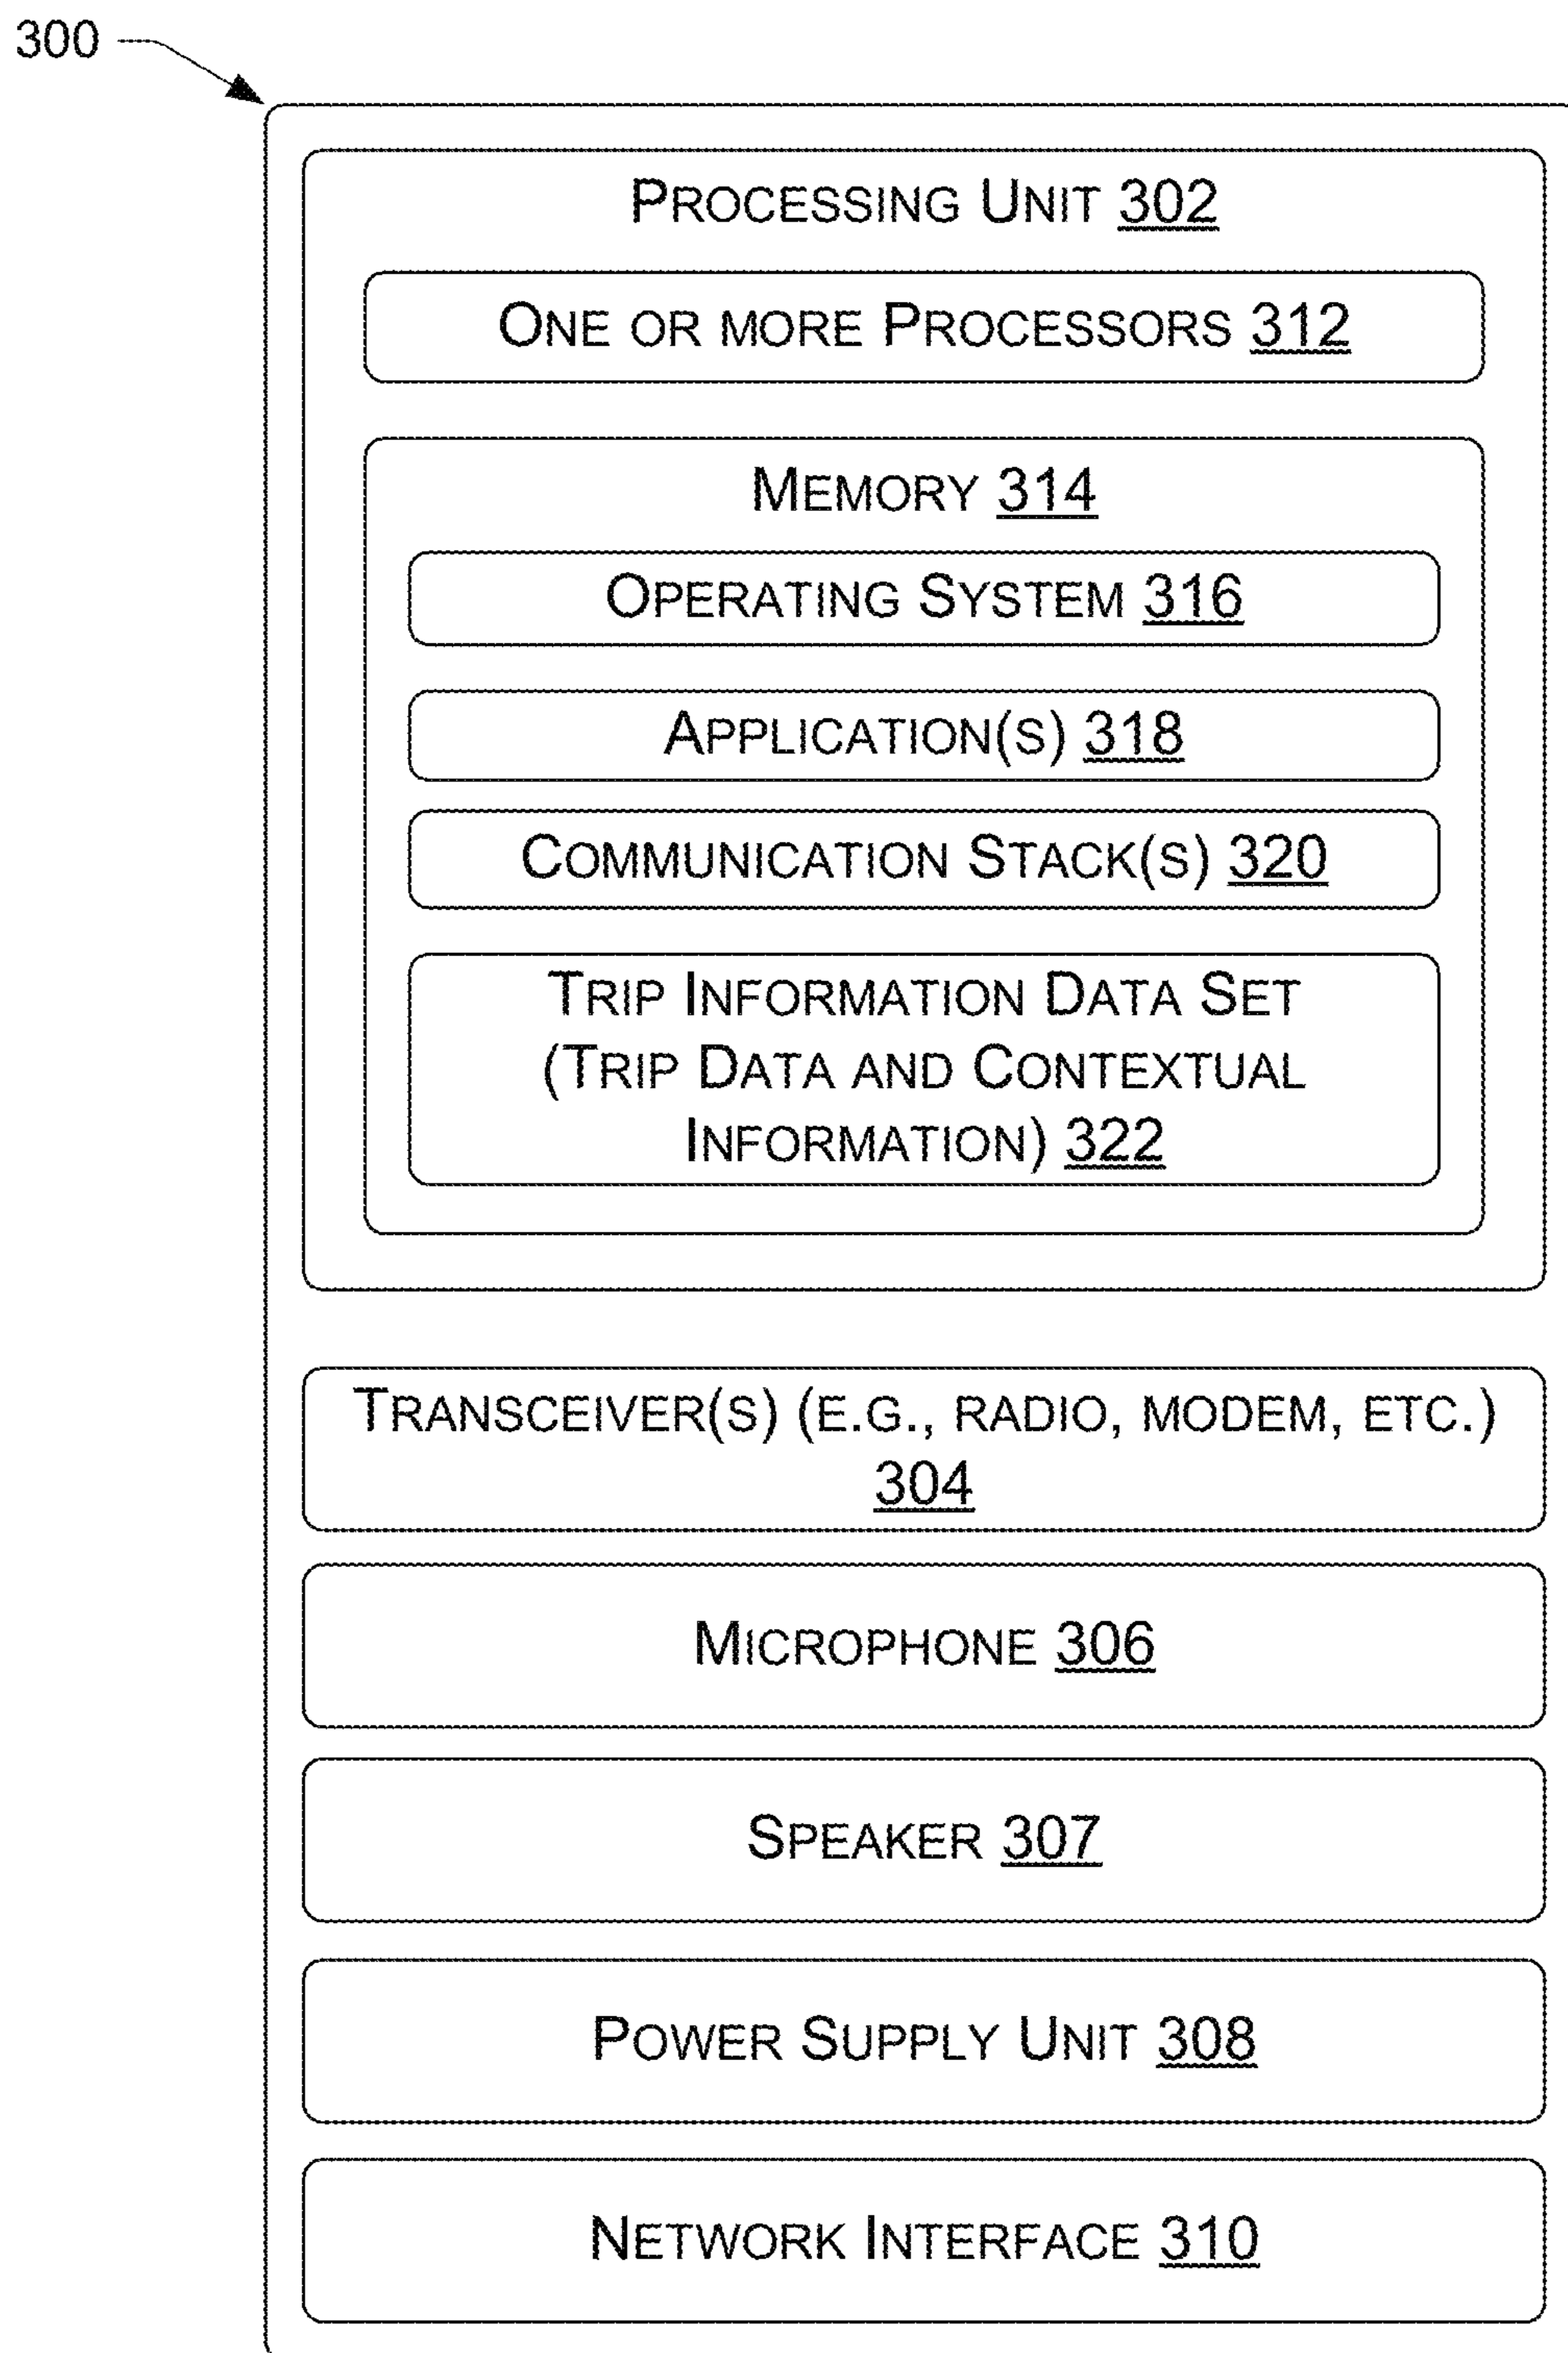 300
PROCESSING UNIT 302
ONE OR MORE PROCESSORS 312
MEMORY 314
OPERATING SYSTEM 316
APPLICATION(S) 318
COMMUNICATION STACK(S) 320
TRIP INFORMATION DATA SET
(TRIP DATA AND CONTEXTUAL
INFORMATION) 322
TRANSCEIVER(S) (E.G., RADIO, MODEM, ETC.)
304
MICROPHONE 306
SPEAKER 307
POWER SUPPLY UNIT 308
NETWORK INTERFACE 310